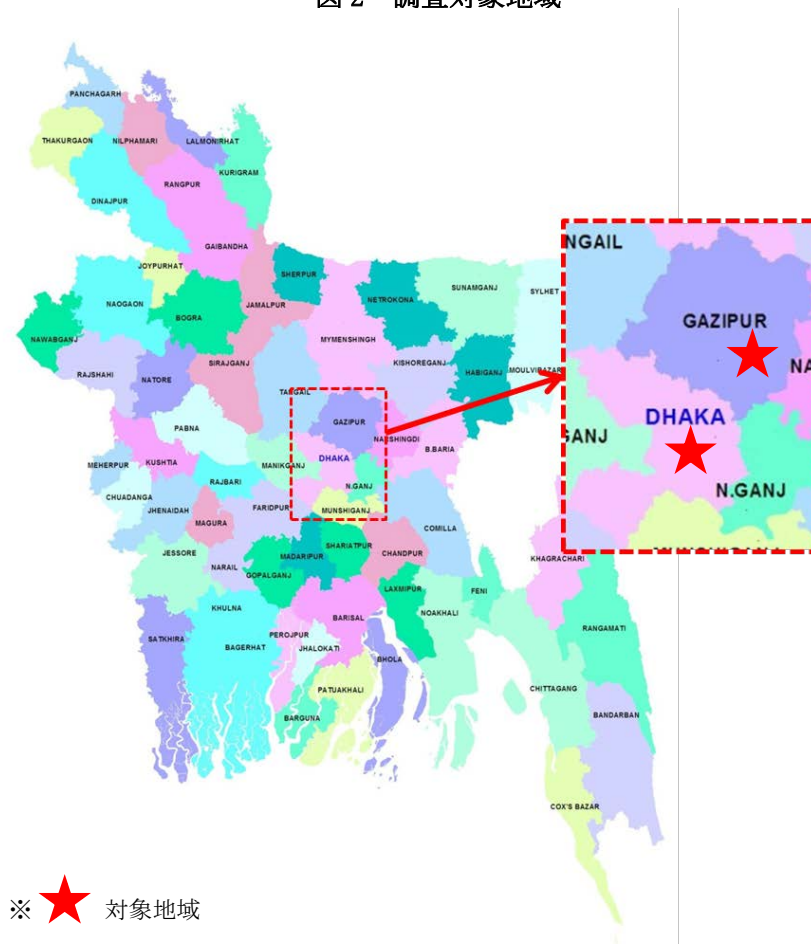 図 2 調査対象地域
PANCHAGARH
THAKURGAON
NILPHAMARI
LALMONIRHAT
KURIGRAM
RANGPUR
DINAJPUR
GAIBANDHA
JOYPURHAT
SHERPUR
NAOGAON
BOGRA
JAMALPUR
NETROKONA
SUNAMGANJ
SYLHET
NAWABGANJ
MYMENSHINGH
RAJSHAHI
NATORE
SIRAJGANJ
KISHOREGANJ
HABIGANJ
MOULVIBAZAR
TANGAIL
PABNA
GAZIPUR
NARSHINGDI
B.BARIA
MEHERPUR
KUSHTIA
MANIKGANJ
DHAKA
CHUADANGA
RAJBARI
N.GANJ
JHENAIDAH
MAGURA
FARIDPUR
MUNSHIGANJ
COMILLA
JESSORE
NARAIL
GOPALGANJ
MADARIPUR
SHARIATPUR
CHANDPUR
KHAGRACHARI
KHULNA
LAXMIPUR
FENI
NOAKHALI
SATKHIRA
BAGERHAT
PEROJPUR
BARISAL
JHALOKATI
BHOLA
RANGAMATI
PATUAKHALI
BARGUNA
CHITTAGANG
BANDARBAN
COX'S BAZAR
NGAIL
GAZIPUR
NA
DHAKA
GANJ
N.GANJ
※ 対象地域